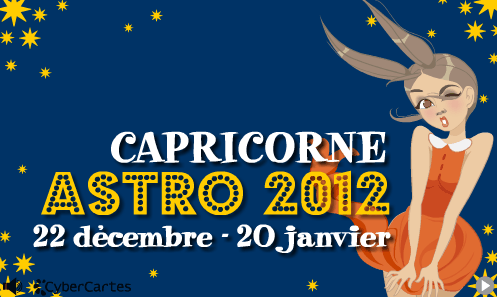 CAPRICORNE
ASTRO 2012
22 décembre - 20 janvier
CyberCartes